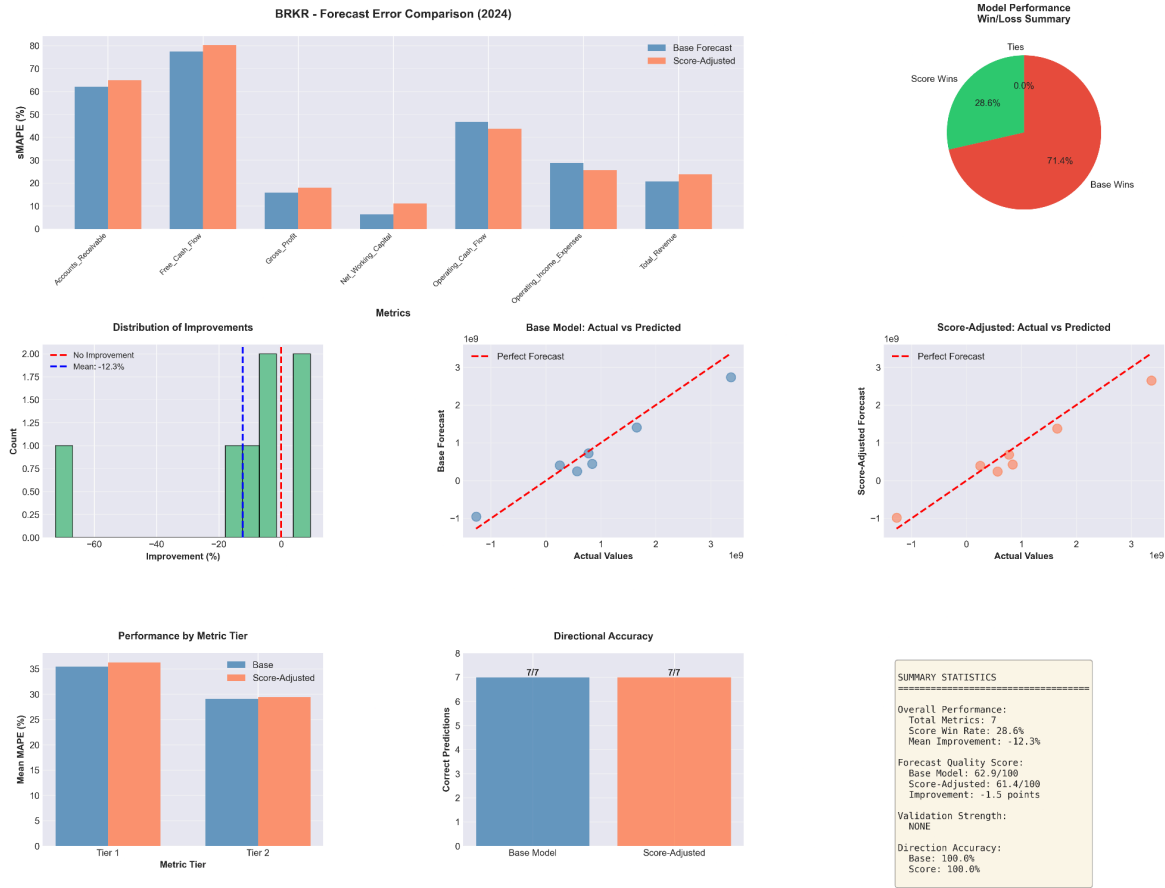 BRKR - Forecast Error Comparison (2024)
sMAPE (%)
80
70
60
50
40
30
20
10
0
Base Forecast
Score-Adjusted
Accounts_Receivable
Free_Cash_Flow
Gross_Profit
Net_Working_Capital
Operating_Cash_Flow
Operating_Income_Expenses
Total_Revenue
Metrics
Model Performance
Win/Loss Summary
Ties
0.0%
Score Wins
28.6%
71.4%
Base Wins
Distribution of Improvements
Count
2.00
1.75
1.50
1.25
1.00
0.75
0.50
0.25
0.00
No Improvement
Mean: -12.3%
−60
−40
−20
0
Improvement (%)
Base Model: Actual vs Predicted
1e9
Base Forecast
3
2
1
0
−1
Perfect Forecast
−1
0
1
2
3
1e9
Actual Values
Score-Adjusted: Actual vs Predicted
1e9
Score-Adjusted Forecast
3
2
1
0
−1
Perfect Forecast
−1
0
1
2
3
1e9
Actual Values
Performance by Metric Tier
Mean MAPE (%)
35
30
25
20
15
10
5
0
Base
Score-Adjusted
Tier 1
Tier 2
Metric Tier
Directional Accuracy
Correct Predictions
8
7
6
5
4
3
2
1
0
7/7
7/7
Base Model
Score-Adjusted
SUMMARY STATISTICS
===================================
Overall Performance:
Total Metrics: 7
Score Win Rate: 28.6%
Mean Improvement: -12.3%
Forecast Quality Score:
Base Model: 62.9/100
Score-Adjusted: 61.4/100
Improvement: -1.5 points
Validation Strength:
NONE
Direction Accuracy:
Base: 100.0%
Score: 100.0%